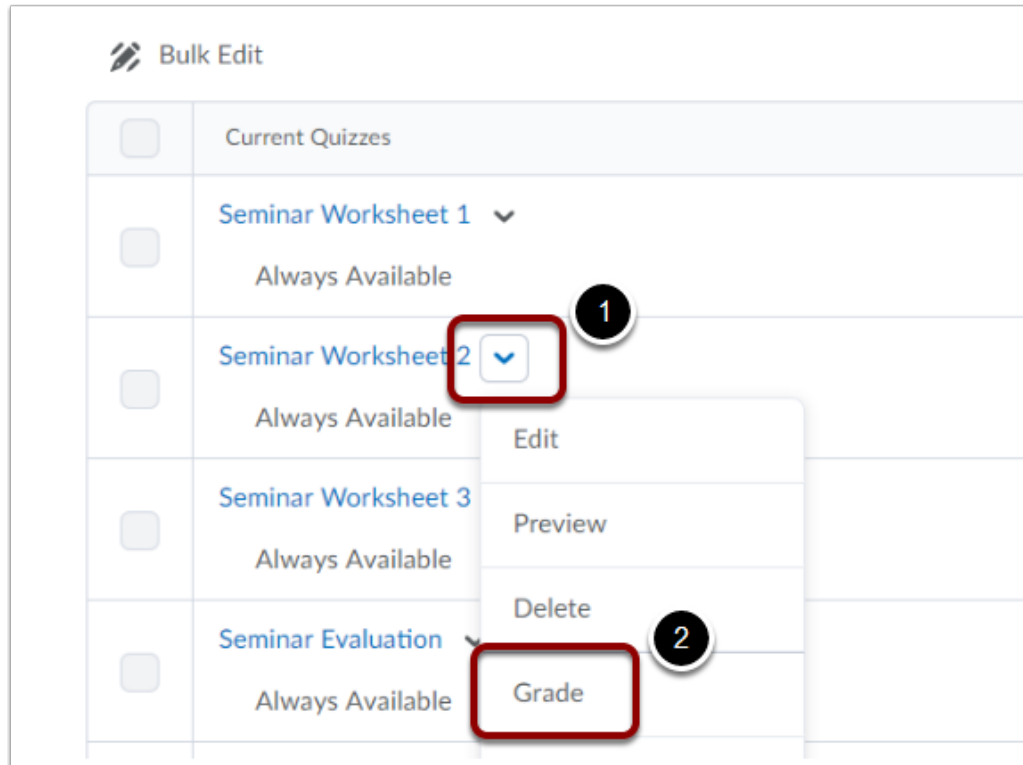 Bulk Edit
Current Quizzes
Seminar Worksheet 1
Always Available
1
Seminar Worksheet 2
Always Available
Edit
Seminar Worksheet 3
Preview
Always Available
Delete
2
Seminar Evaluation
Grade
Always Available